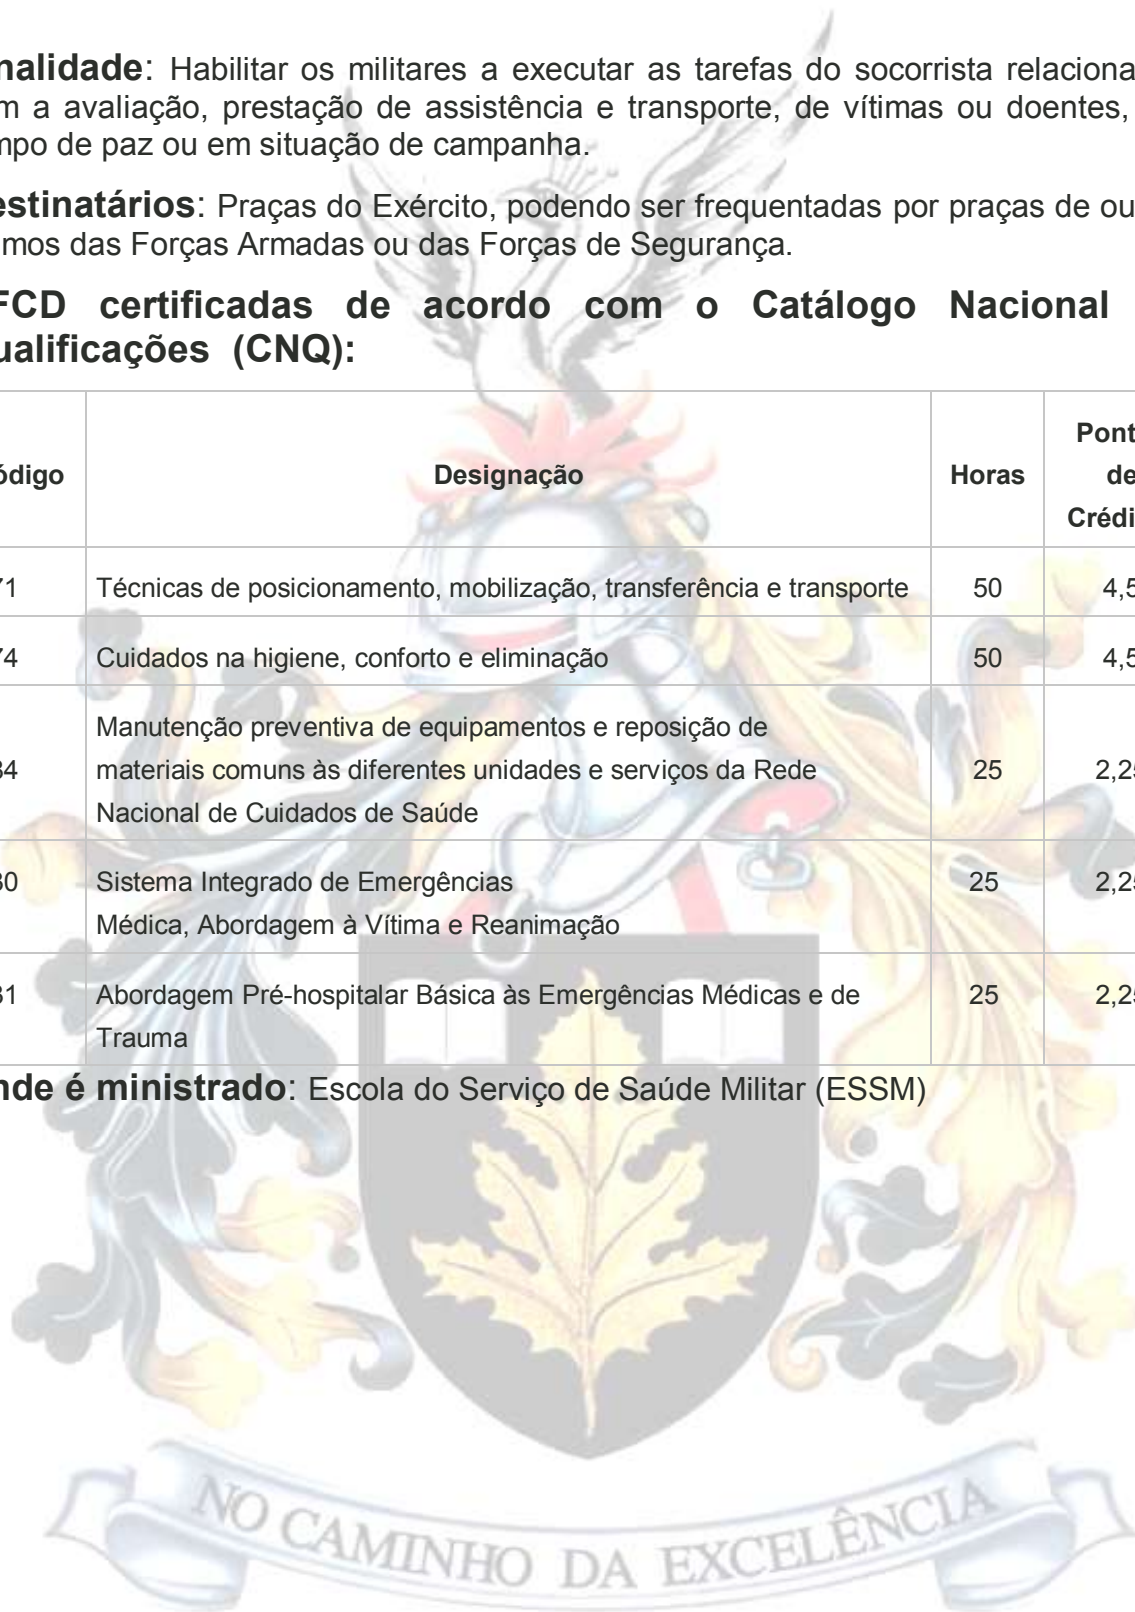 nalidade: Habilitar os militares a executar as tarefas do socorrista relaciona
m a avaliação, prestação de assistência e transporte, de vítimas ou doentes,
mpo de paz ou em situação de campanha.
estinatários: Praças do Exército, podendo ser frequentadas por praças de ou
mos das Forças Armadas ou das Forças de Segurança.
FCD certificadas de acordo com o Catálogo Nacional
ualificações (CNQ):
ódigo Designação Horas Pont
de
Crédi
71 Técnicas de posicionamento, mobilização, transferência e transporte 50 4,5
74 Cuidados na higiene, conforto e eliminação 50 4,5
Manutenção preventiva de equipamentos e reposição de
34 materiais comuns às diferentes unidades e serviços da Rede 25 2,25
Nacional de Cuidados de Saúde
30 Sistema Integrado de Emergências 25 2,25
Médica, Abordagem à Vítima e Reanimação
31 Abordagem Pré-hospitalar Básica às Emergências Médicas e de 25 2,25
Trauma
nde é ministrado: Escola do Serviço de Saúde Militar (ESSM)
NO CAMINHO DA EXCELÊNCIA